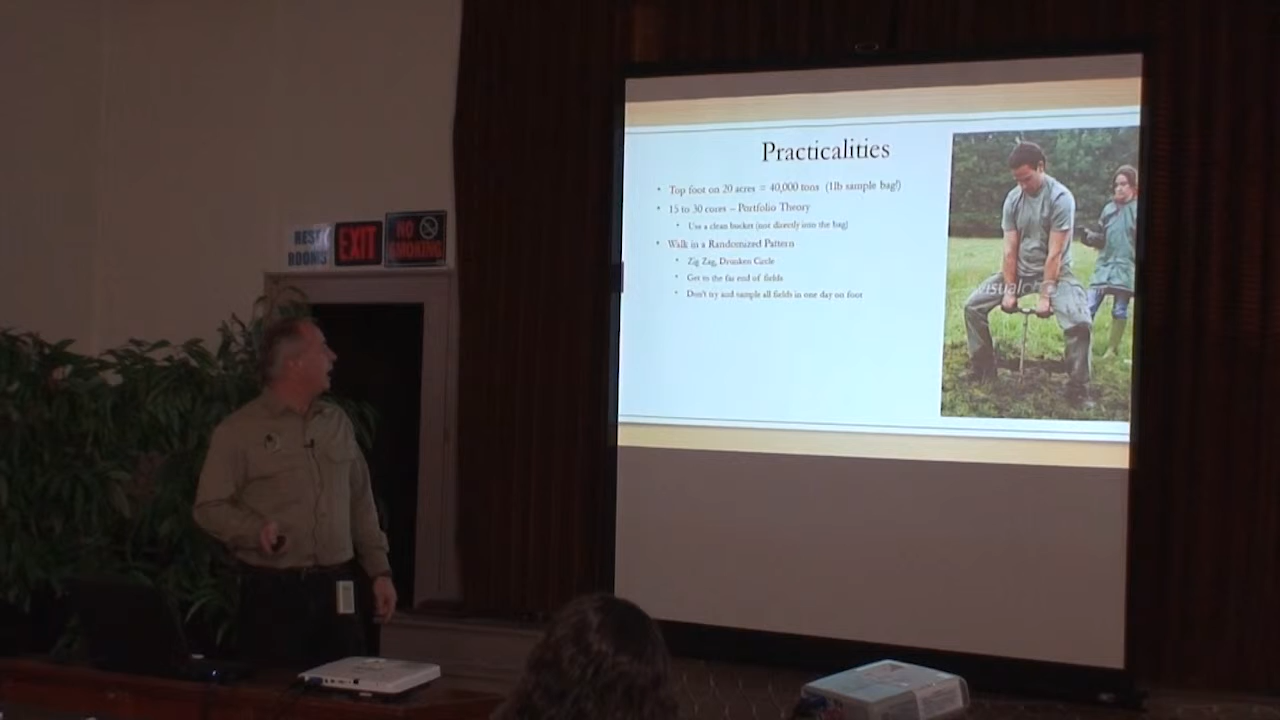 REST
ROOMS
EXIT
NO
SMOKING
Practicalities
• Top foot on 20 acres = 40,000 tons (1lb sample bag!)
• 15 to 30 cores – Portfolio Theory
• Use a clean bucket (not directly into the bag)
• Walk in a Randomized Pattern
• Zig Zag, Drunken Circle
• Get to the far end of fields
• Don't try and sample all fields in one day on foot